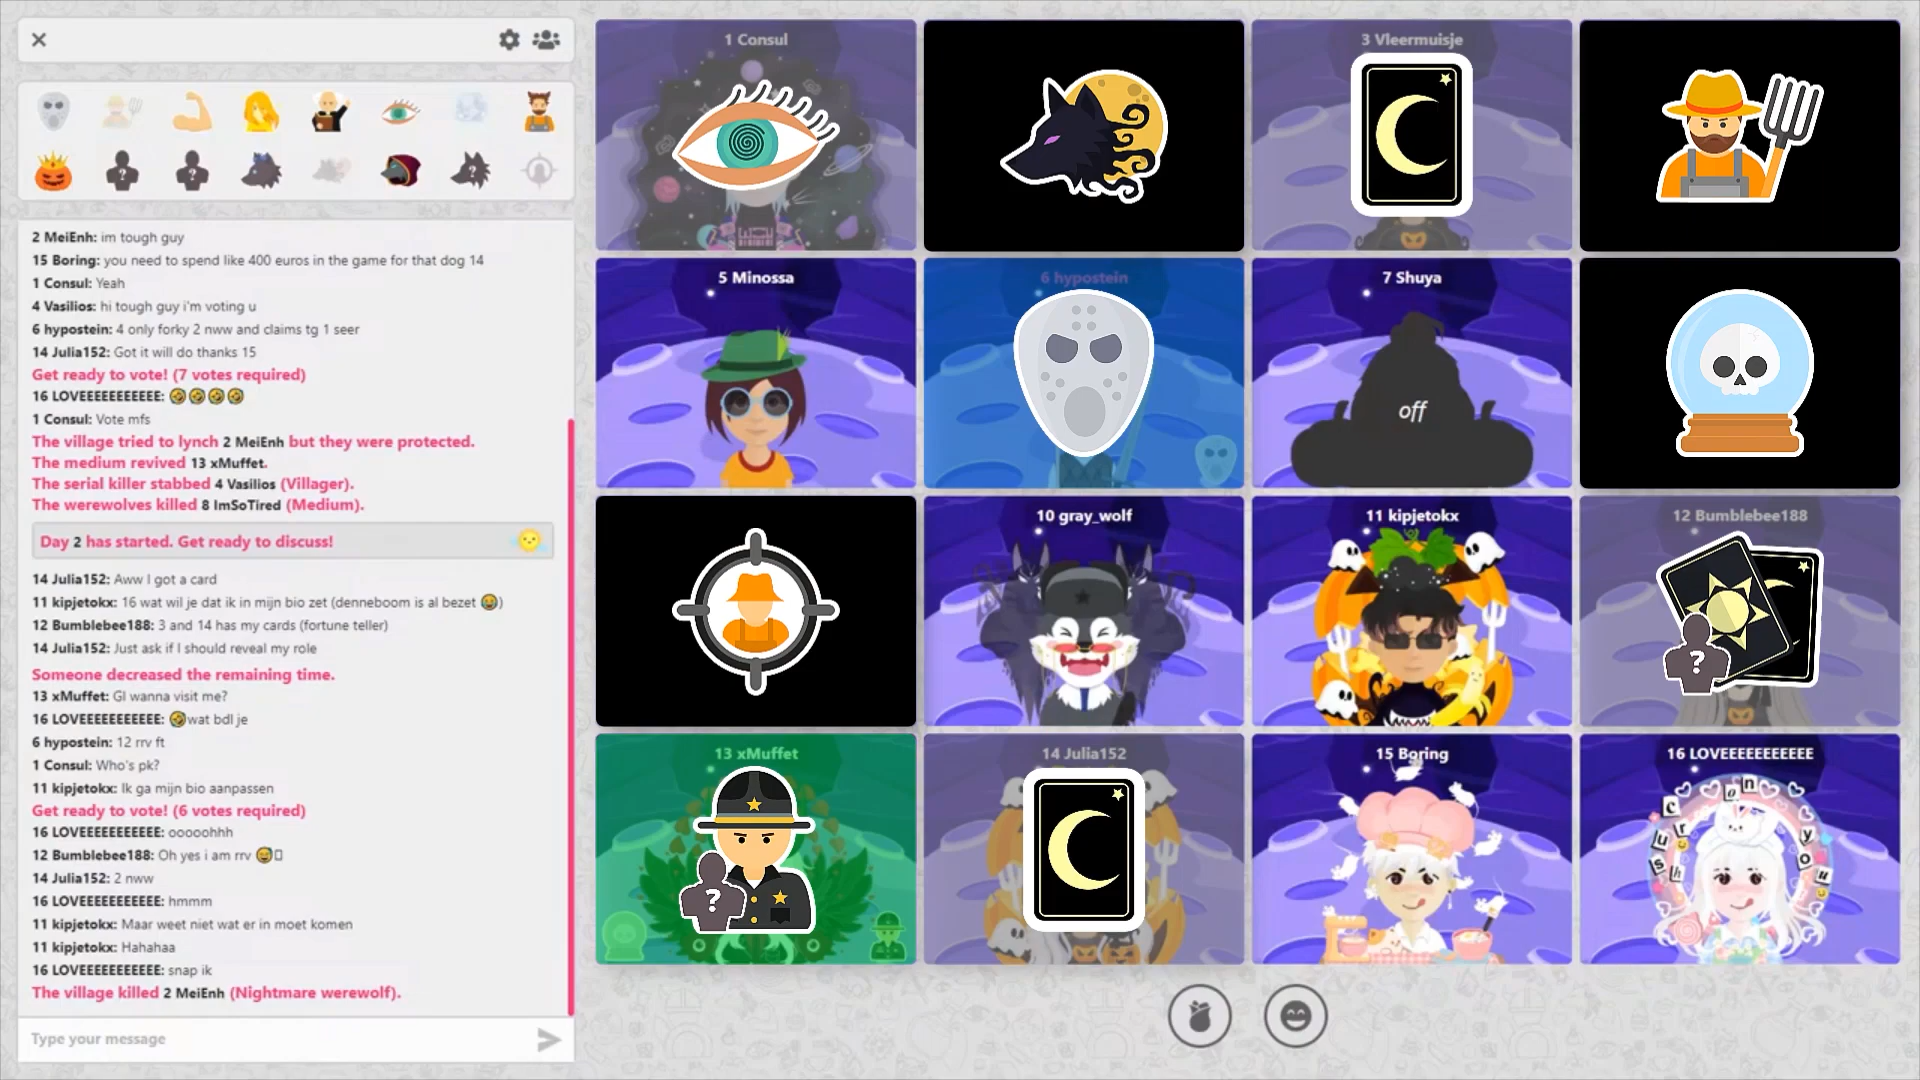 2 MeiEnh: im tough guy
15 Boring: you need to spend like 400 euros in the game for that dog 14
1 Consul: Yeah
4 Vasilios: hi tough guy i'm voting u
6 hypostein: 4 only forky 2 nww and claims tg 1 seer
14 Julia152: Got it will do thanks 15
Get ready to vote! (7 votes required)
16 LOVEEEEEEEEEEE: 🤣🤣🤣🤣
1 Consul: Vote mfs
The village tried to lynch 2 MeiEnh but they were protected.
The medium revived 13 xMuffet.
The serial killer stabbed 4 Vasilios (Villager).
The werewolves killed 8 ImSoTired (Medium).
Day 2 has started. Get ready to discuss!
14 Julia152: Aww I got a card
11 kipjetokx: 16 wat wil je dat ik in mijn bio zet (denneboom is al bezet 😂)
12 Bumblebee188: 3 and 14 has my cards (fortune teller)
14 Julia152: Just ask if I should reveal my role
Someone decreased the remaining time.
13 xMuffet: GI wanna visit me?
16 LOVEEEEEEEEEEE: 🤣wat bdl je
6 hypostein: 12 rrv ft
1 Consul: Who's pk?
11 kipjetokx: Ik ga mijn bio aanpassen
Get ready to vote! (6 votes required)
16 LOVEEEEEEEEEEE: ooooohhh
12 Bumblebee188: Oh yes i am rrv 😅
14 Julia152: 2 nww
16 LOVEEEEEEEEEEE: hmmm
11 kipjetokx: Maar weet niet wat er in moet komen
11 kipjetokx: Hahahaa
16 LOVEEEEEEEEEEE: snap ik
The village killed 2 MeiEnh (Nightmare werewolf).
Type your message
1 Consul
3 Vleermuisje
5 Minossa
6 hypostein
7 Shuya
off
10 gray_wolf
11 kipjetokx
12 Bumblebee188
?
13 xMuffet
?
14 Julia152
15 Boring
16 LOVEEEEEEEEEEE
crush on you